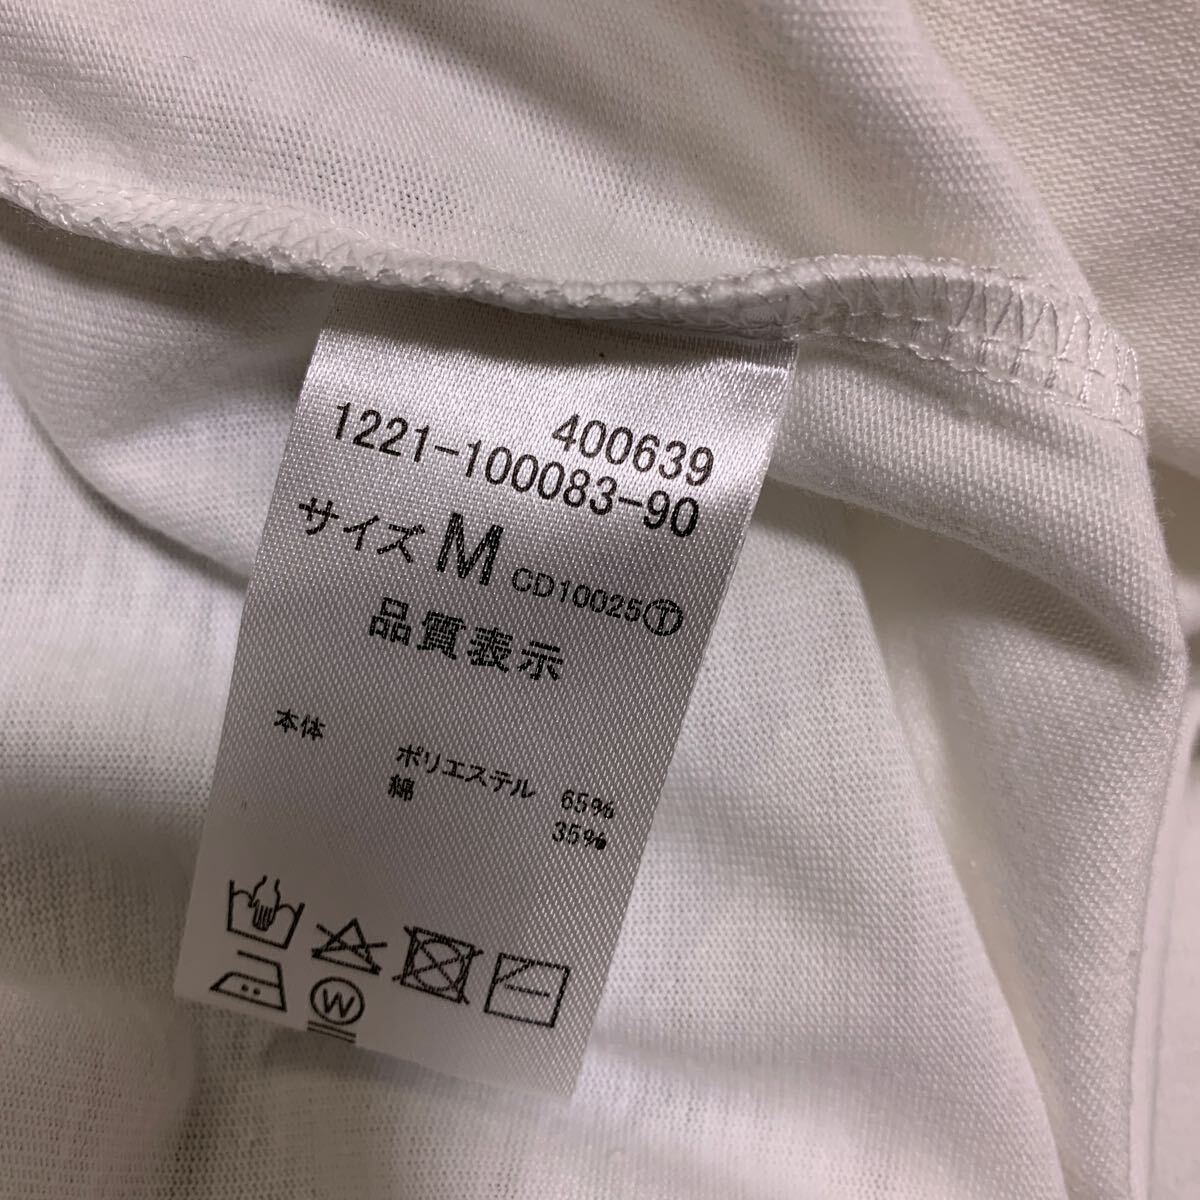 400639
1221-100083-90
サイズ M CD10025Ⓣ
品質表示
本体 ポリエステル 65%
綿 35%
W